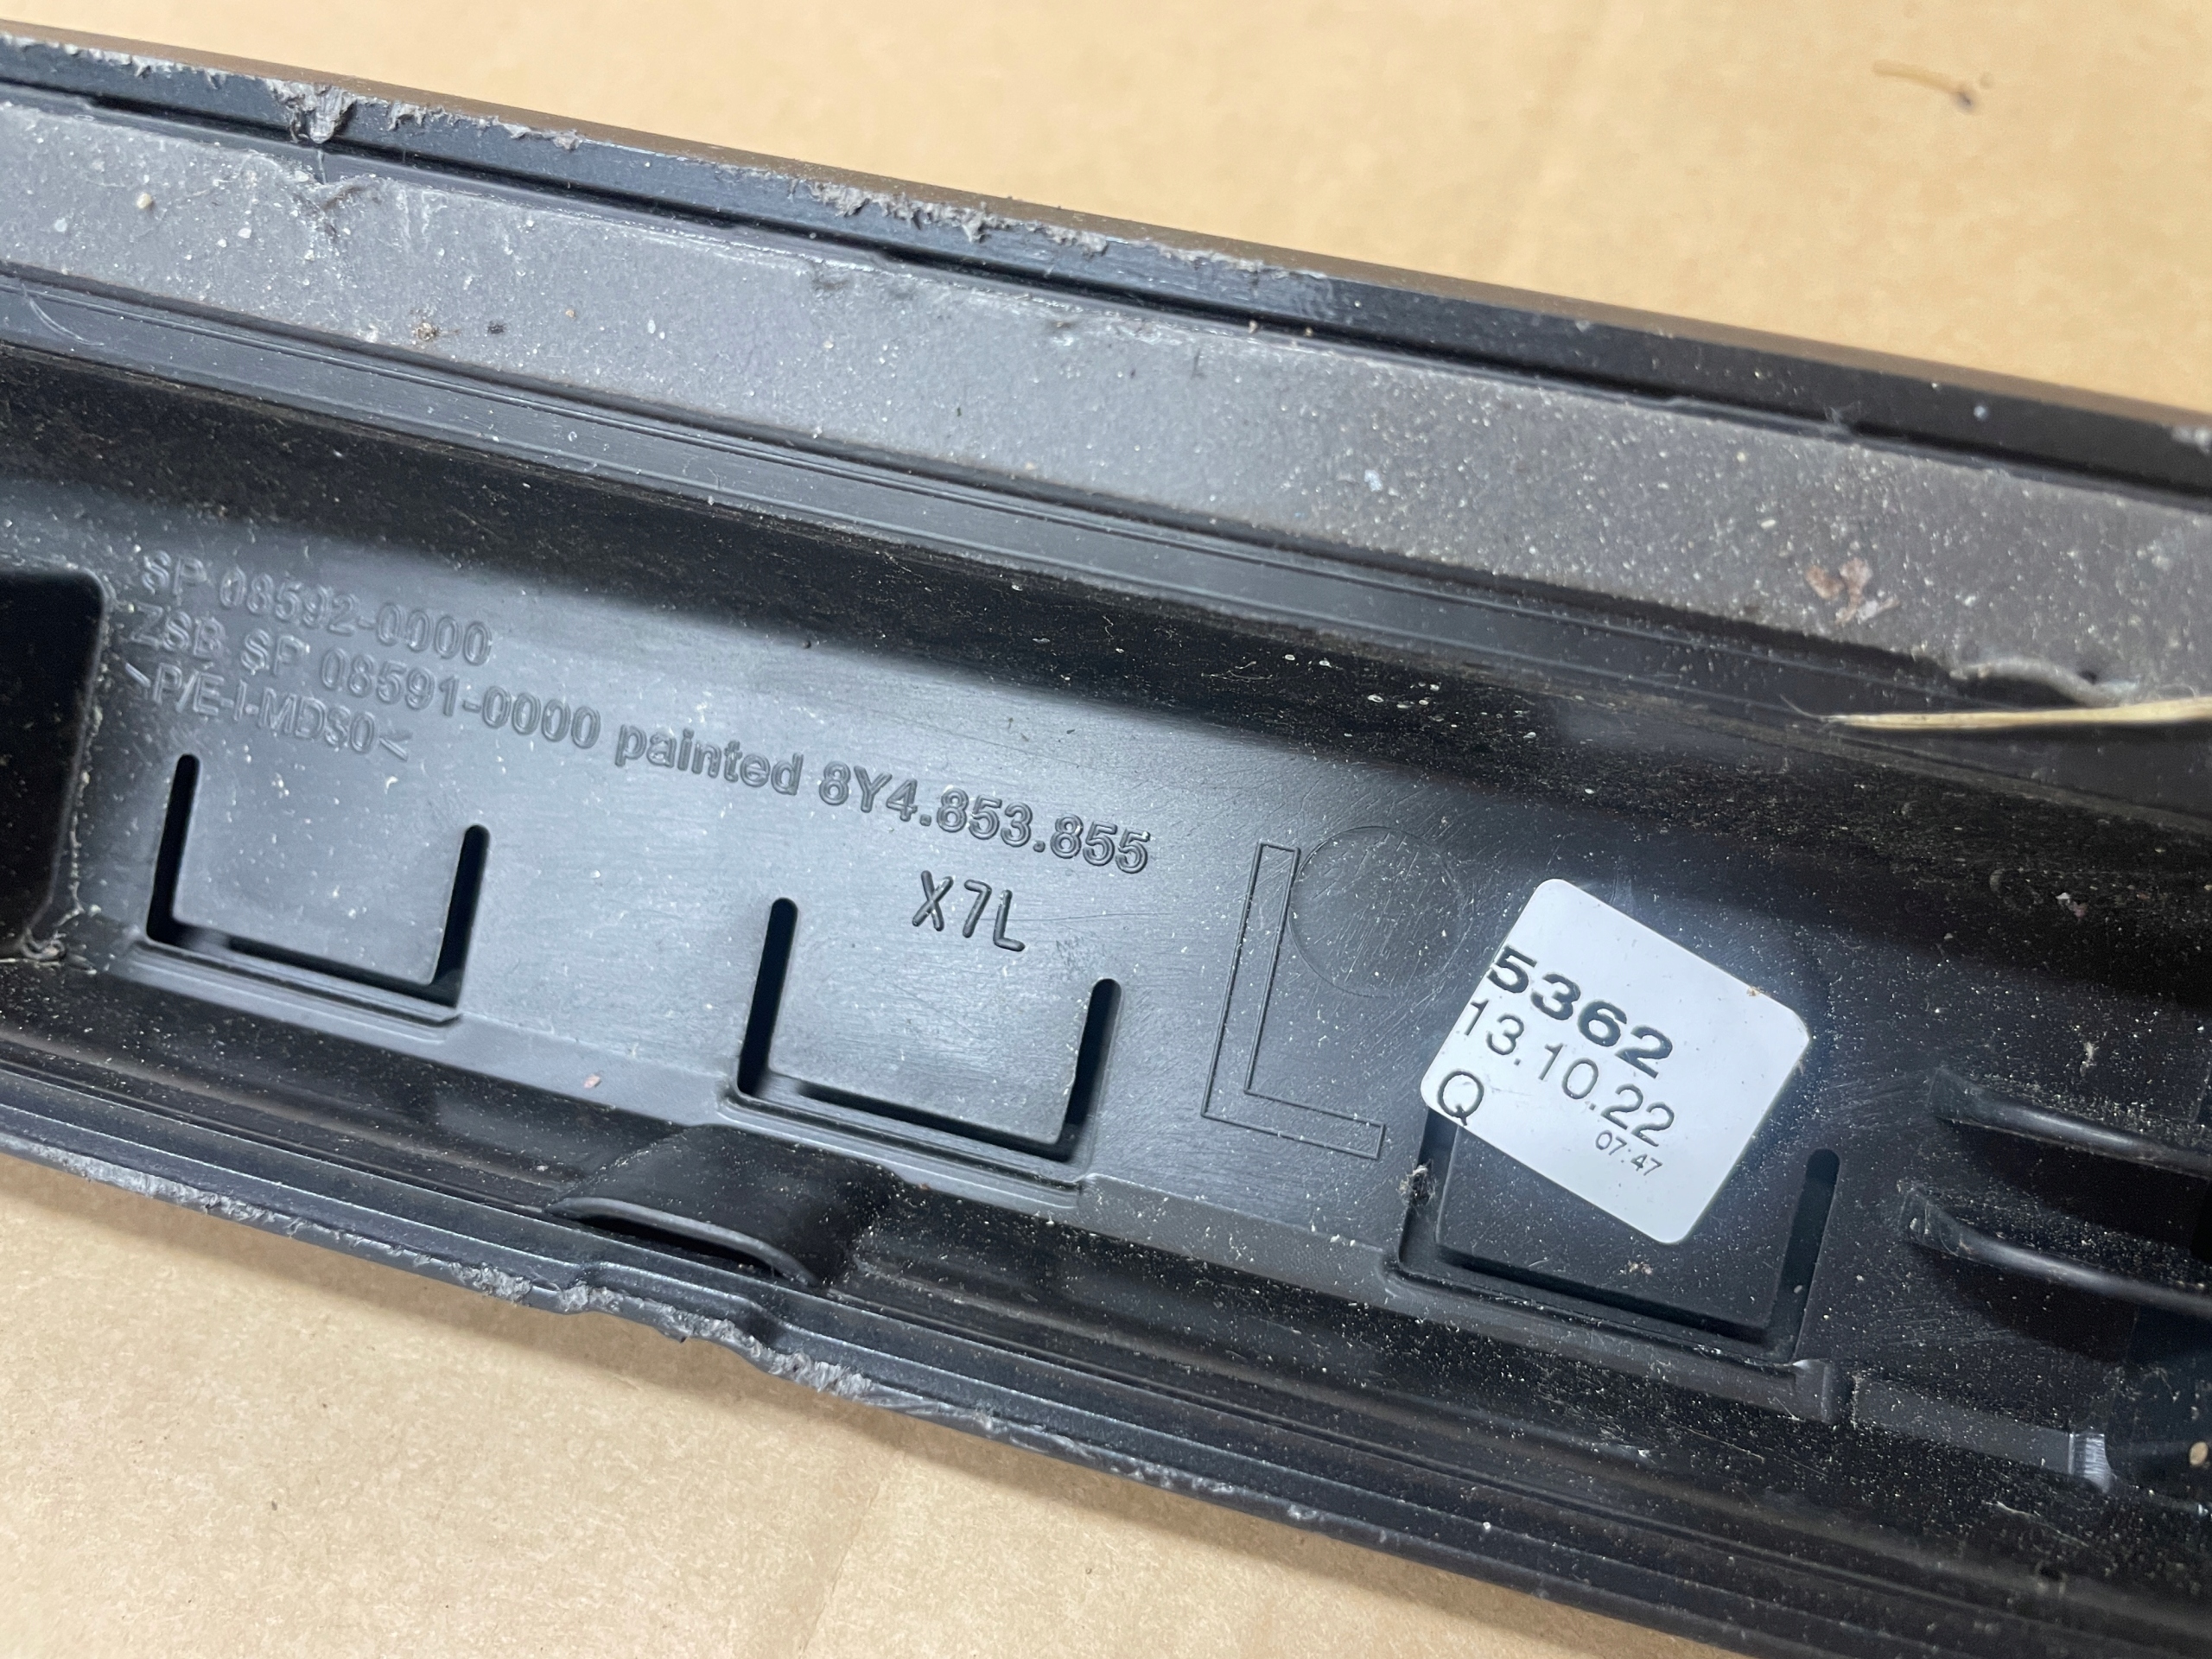 SP 08592-0000
ZSB SP 08591-0000 painted 8Y4.853.855
>P/E-I-MD30<
X7L
L
5362
13.10.22
Q
07:47